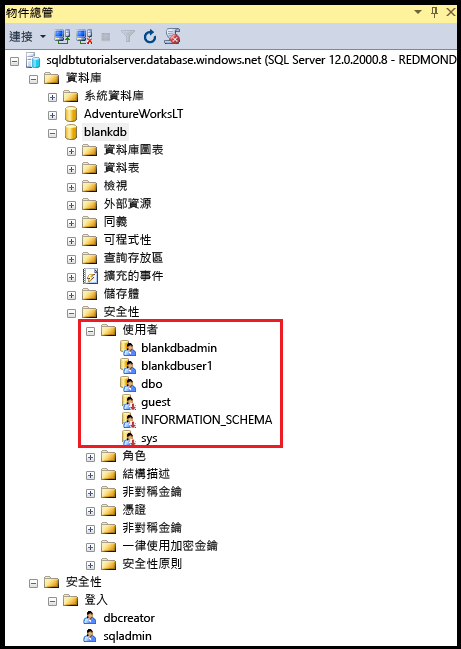 物件總管
連接
sqldbtutorialserver.database.windows.net (SQL Server 12.0.2000.8 - REDMOND
資料庫
系統資料庫
AdventureWorksLT
blankdb
資料庫圖表
資料表
檢視
外部資源
同義
可程式性
查詢存放區
擴充的事件
儲存體
安全性
使用者
blankdbadmin
blankdbuser1
dbo
guest
INFORMATION_SCHEMA
sys
角色
結構描述
非對稱金鑰
憑證
非對稱金鑰
一律使用加密金鑰
安全性原則
安全性
登入
dbcreator
sqladmin